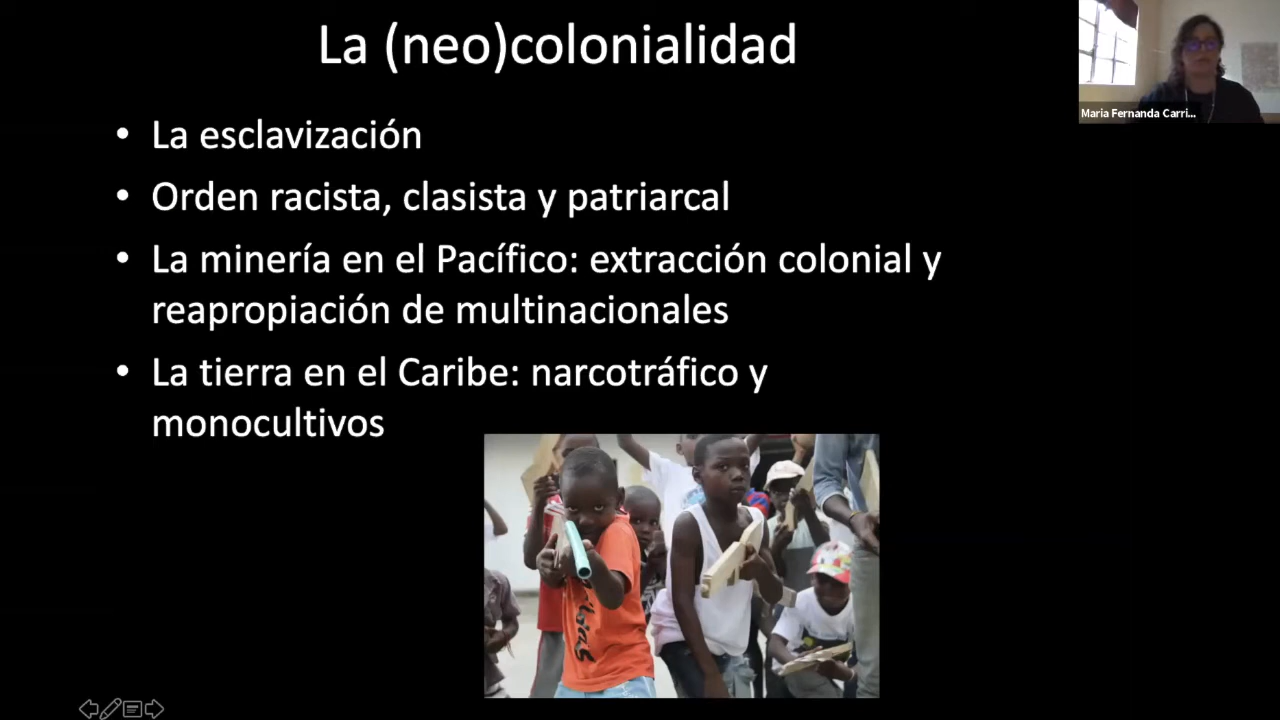 La (neo)colonialidad
Maria Fernanda Carri...
• La esclavización
• Orden racista, clasista y patriarcal
• La minería en el Pacífico: extracción colonial y
reapropiación de multinacionales
• La tierra en el Caribe: narcotráfico y
monocultivos